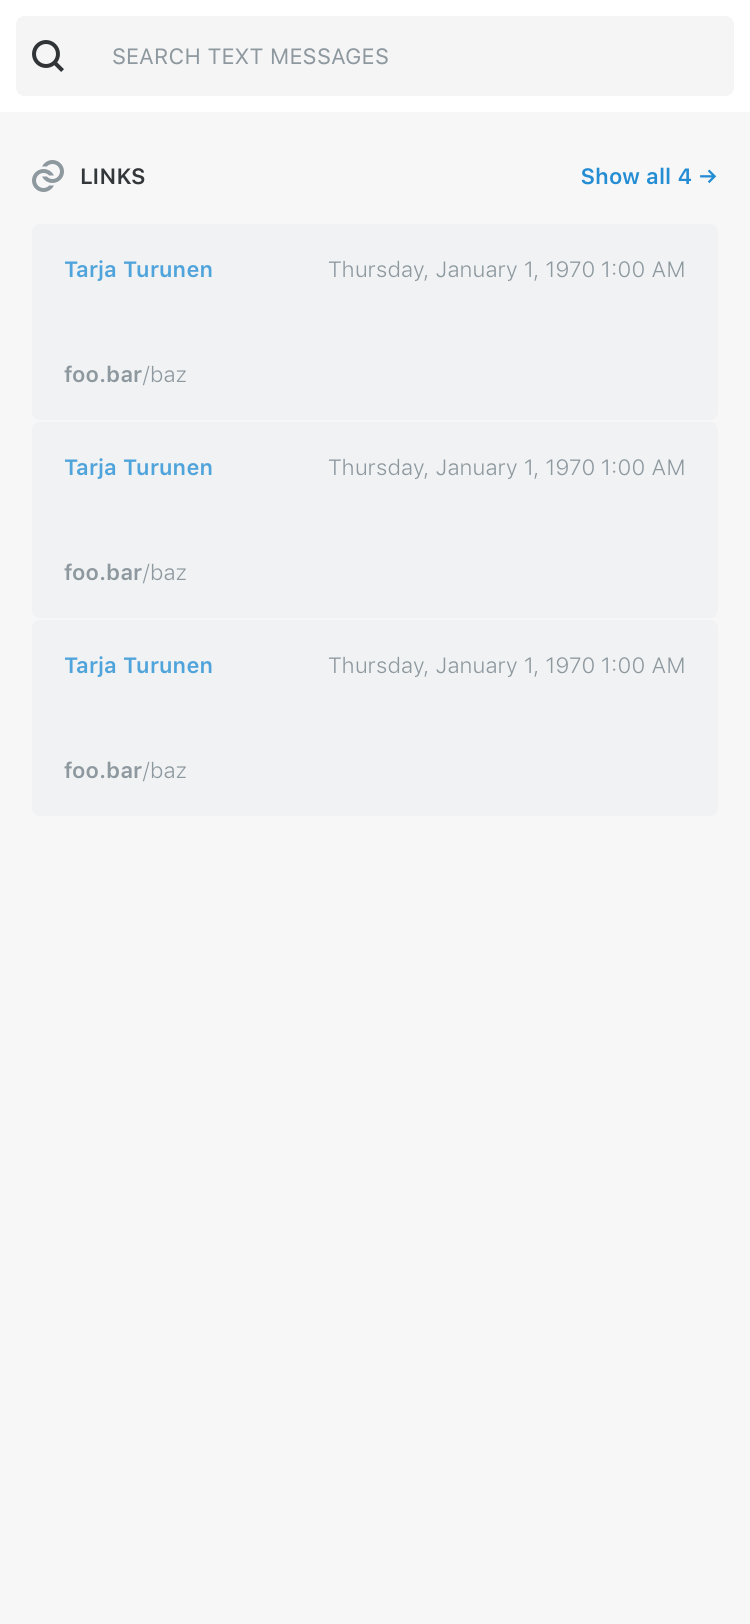 SEARCH TEXT MESSAGES
LINKS Show all 4 →
Tarja Turunen Thursday, January 1, 1970 1:00 AM
foo.bar/baz
Tarja Turunen Thursday, January 1, 1970 1:00 AM
foo.bar/baz
Tarja Turunen Thursday, January 1, 1970 1:00 AM
foo.bar/baz